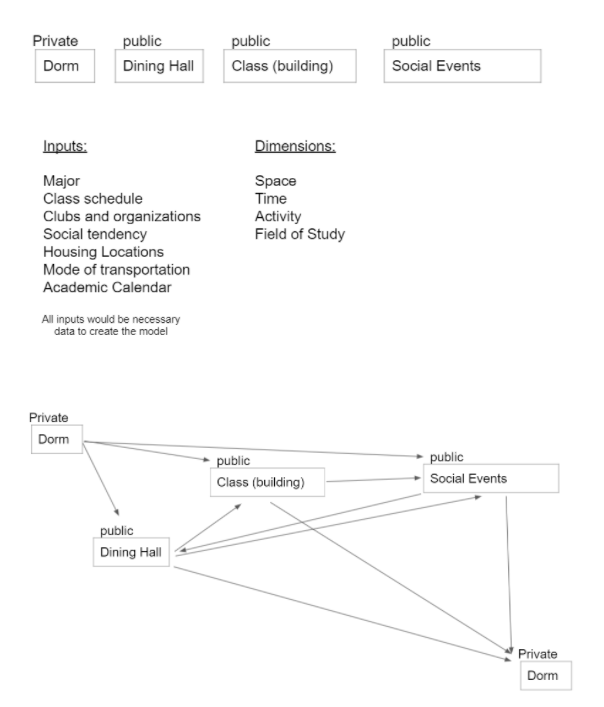 Private public public public
Dorm Dining Hall Class (building) Social Events
Inputs:
Major
Class schedule
Clubs and organizations
Social tendency
Housing Locations
Mode of transportation
Academic Calendar
All inputs would be necessary
data to create the model
Dimensions:
Space
Time
Activity
Field of Study
Private
Dorm
public
Class (building)
public
Social Events
public
Dining Hall
Private
Dorm